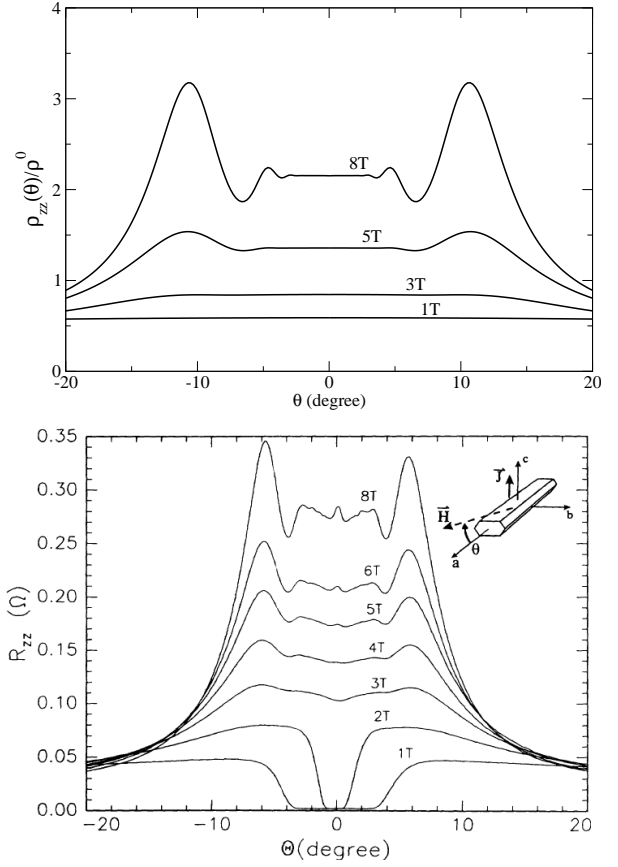 4
3
8T
ρzz(θ)/ρ⁰
2
5T
1
3T
1T
0
-20 -10 0 10 20
θ (degree)
0.35
c
0.30
8T
J
H
b
0.25
a θ
6T
0.20
5T
Rzz (Ω)
0.15
4T
3T
0.10
2T
0.05
1T
0.00
−20 −10 0 10 20
Θ(degree)